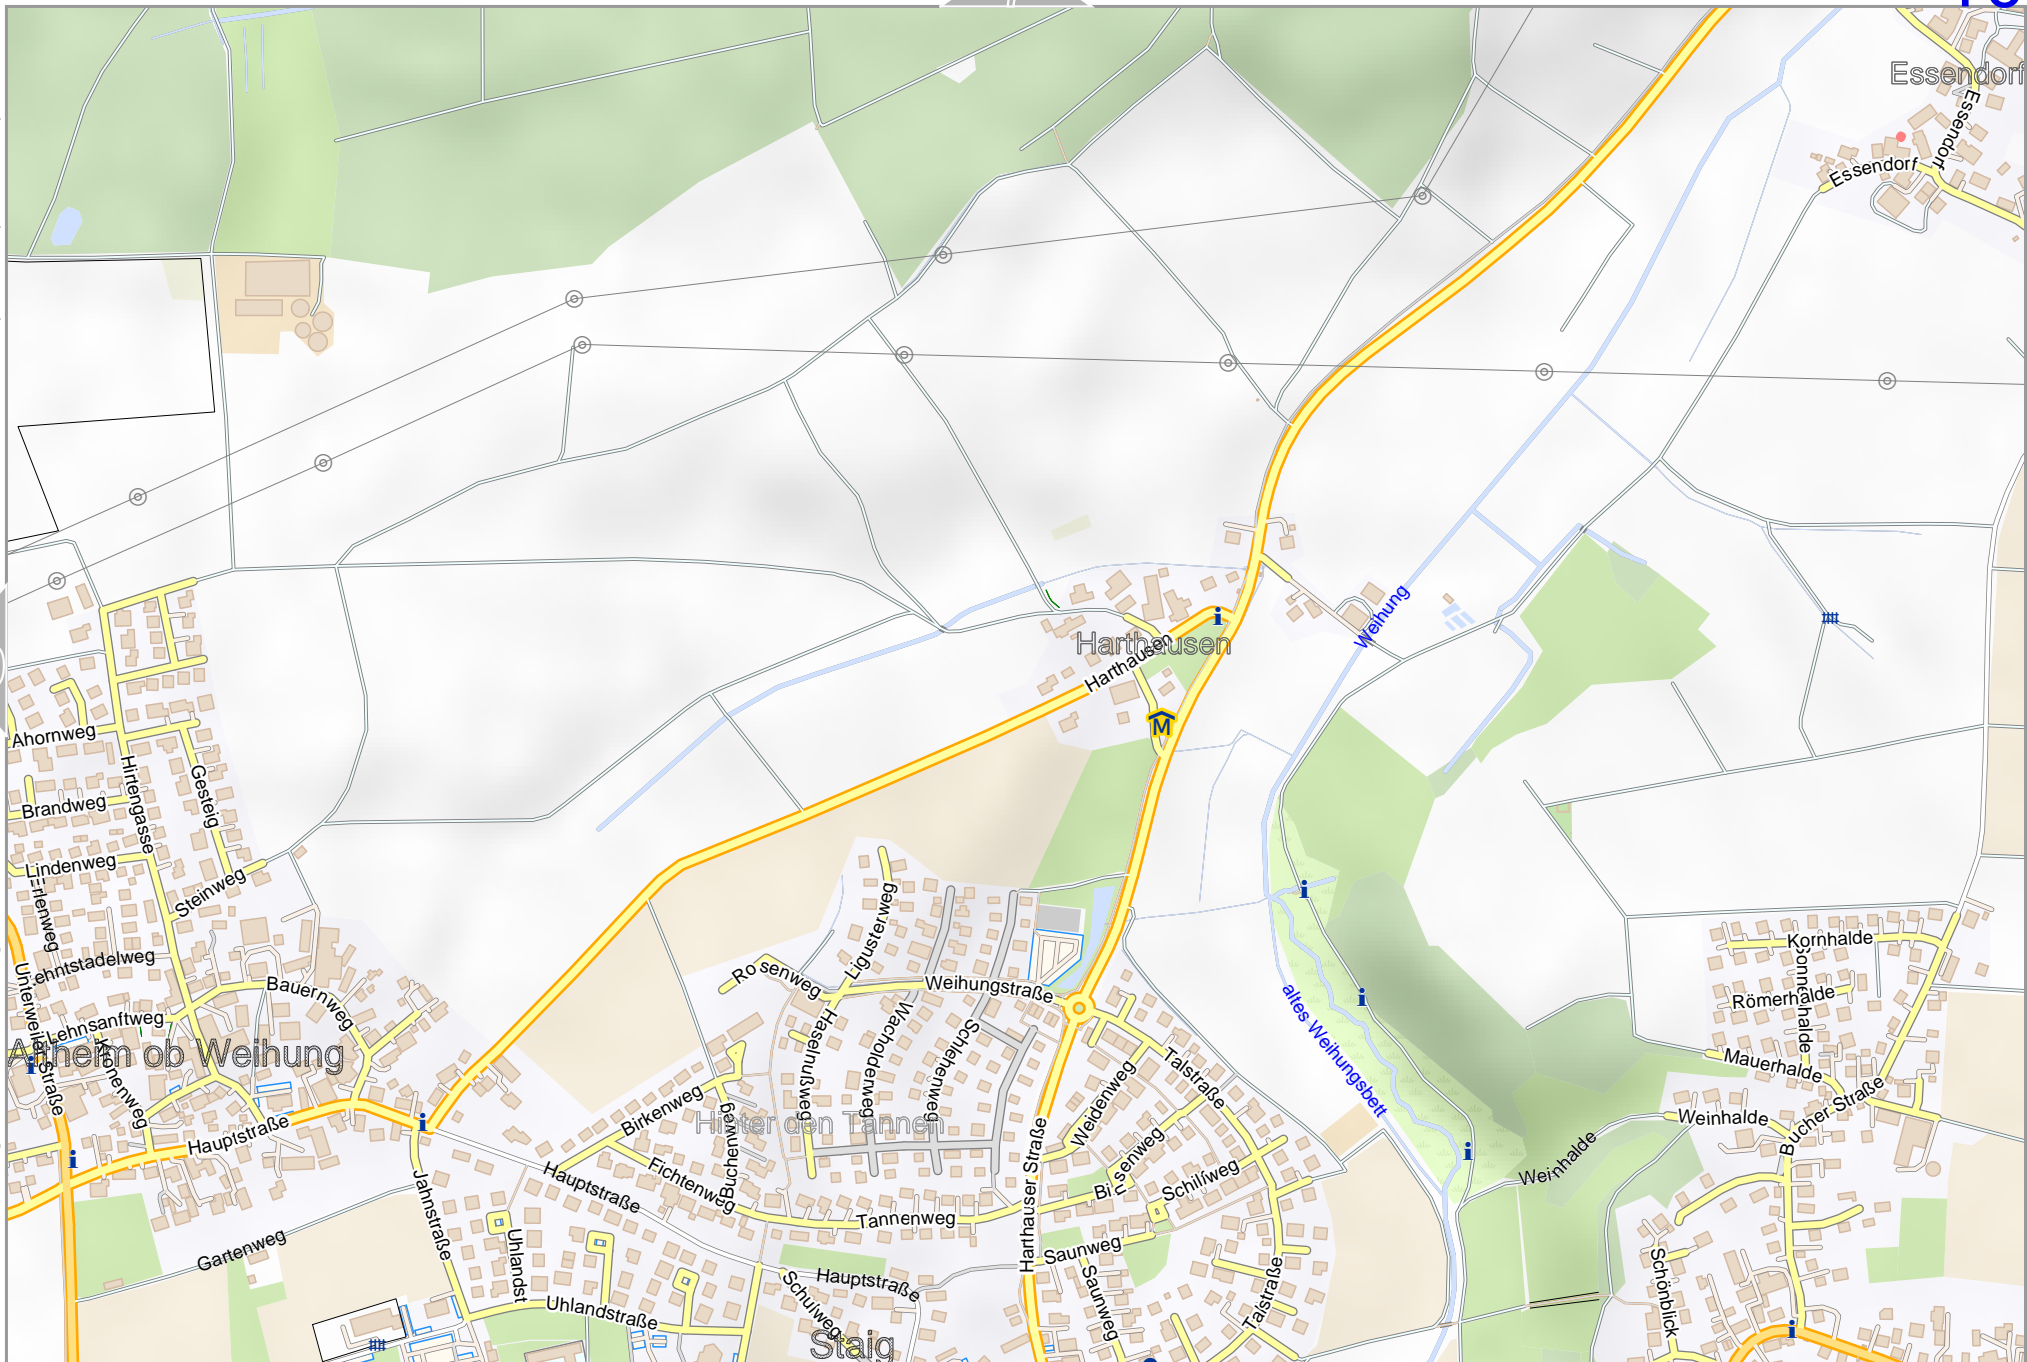 Essendorf
Essendorf
Essendorf
Weihung
Harthausen
Harthausen
M
Ahornweg
Hirtengasse
Gesteig
Brandweg
Lindenweg
Steinweg
Bauernweg
Lehnsanftweg
Altheim ob Weihung
Kronenweg
Hauptstraße
Jahnstraße
Gartenweg
Ligusterweg
Rosenweg
Weihungstraße
Haselnußweg
Wacholderweg
Schlehenweg
Hinter den Tannen
Birkenweg
Fichtenweg
Buchenweg
Hauptstraße
Tannenweg
Harthauser Straße
Weidenweg
Talstraße
Binsenweg
Schilfweg
Saunweg
Saunweg
Talstraße
Uhlandst
Uhlandstraße
Schulweg
Hauptstraße
Staig
altes Weihungsbett
Kornhalde
Sonnenhalde
Römerhalde
Mauerhalde
Bucher Straße
Weinhalde
Weinhalde
Schönblick